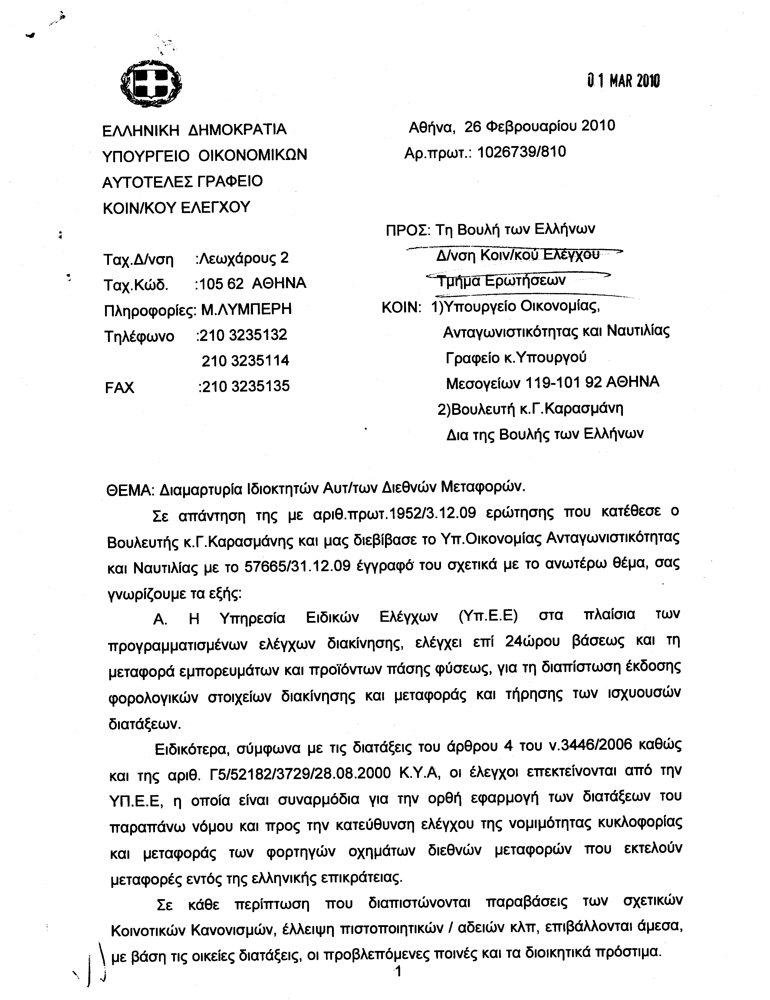 01 MAR 2010
ΕΛΛΗΝΙΚΗ ΔΗΜΟΚΡΑΤΙΑ
ΥΠΟΥΡΓΕΙΟ ΟΙΚΟΝΟΜΙΚΩΝ
ΑΥΤΟΤΕΛΕΣ ΓΡΑΦΕΙΟ
ΚΟΙΝ/ΚΟΥ ΕΛΕΓΧΟΥ
Αθήνα, 26 Φεβρουαρίου 2010
Αρ.πρωτ.: 1026739/810
Ταχ.Δ/νση :Λεωχάρους 2
Ταχ.Κώδ. :105 62 ΑΘΗΝΑ
Πληροφορίες: Μ.ΛΥΜΠΕΡΗ
Τηλέφωνο :210 3235132
210 3235114
FAX :210 3235135
ΠΡΟΣ: Τη Βουλή των Ελλήνων
Δ/νση Κοιν/κού Ελέγχου
Τμήμα Ερωτήσεων
ΚΟΙΝ: 1)Υπουργείο Οικονομίας,
Ανταγωνιστικότητας και Ναυτιλίας
Γραφείο κ.Υπουργού
Μεσογείων 119-101 92 ΑΘΗΝΑ
2)Βουλευτή κ.Γ.Καρασμάνη
Δια της Βουλής των Ελλήνων
ΘΕΜΑ: Διαμαρτυρία Ιδιοκτητών Αυτ/των Διεθνών Μεταφορών.
Σε απάντηση της με αριθ.πρωτ.1952/3.12.09 ερώτησης που κατέθεσε ο
Βουλευτής κ.Γ.Καρασμάνης και μας διεβίβασε το Υπ.Οικονομίας Ανταγωνιστικότητας
και Ναυτιλίας με το 57665/31.12.09 έγγραφό του σχετικά με το ανωτέρω θέμα, σας
γνωρίζουμε τα εξής:
Α. Η Υπηρεσία Ειδικών Ελέγχων (Υπ.Ε.Ε) στα πλαίσια των
προγραμματισμένων ελέγχων διακίνησης, ελέγχει επί 24ώρου βάσεως και τη
μεταφορά εμπορευμάτων και προϊόντων πάσης φύσεως, για τη διαπίστωση έκδοσης
φορολογικών στοιχείων διακίνησης και μεταφοράς και τήρησης των ισχυουσών
διατάξεων.
Ειδικότερα, σύμφωνα με τις διατάξεις του άρθρου 4 του ν.3446/2006 καθώς
και της αριθ. Γ5/52182/3729/28.08.2000 Κ.Υ.Α, οι έλεγχοι επεκτείνονται από την
ΥΠ.Ε.Ε, η οποία είναι συναρμόδια για την ορθή εφαρμογή των διατάξεων του
παραπάνω νόμου και προς την κατεύθυνση ελέγχου της νομιμότητας κυκλοφορίας
και μεταφοράς των φορτηγών οχημάτων διεθνών μεταφορών που εκτελούν
μεταφορές εντός της ελληνικής επικράτειας.
Σε κάθε περίπτωση που διαπιστώνονται παραβάσεις των σχετικών
Κοινοτικών Κανονισμών, έλλειψη πιστοποιητικών / αδειών κλπ, επιβάλλονται άμεσα,
με βάση τις οικείες διατάξεις, οι προβλεπόμενες ποινές και τα διοικητικά πρόστιμα.
1